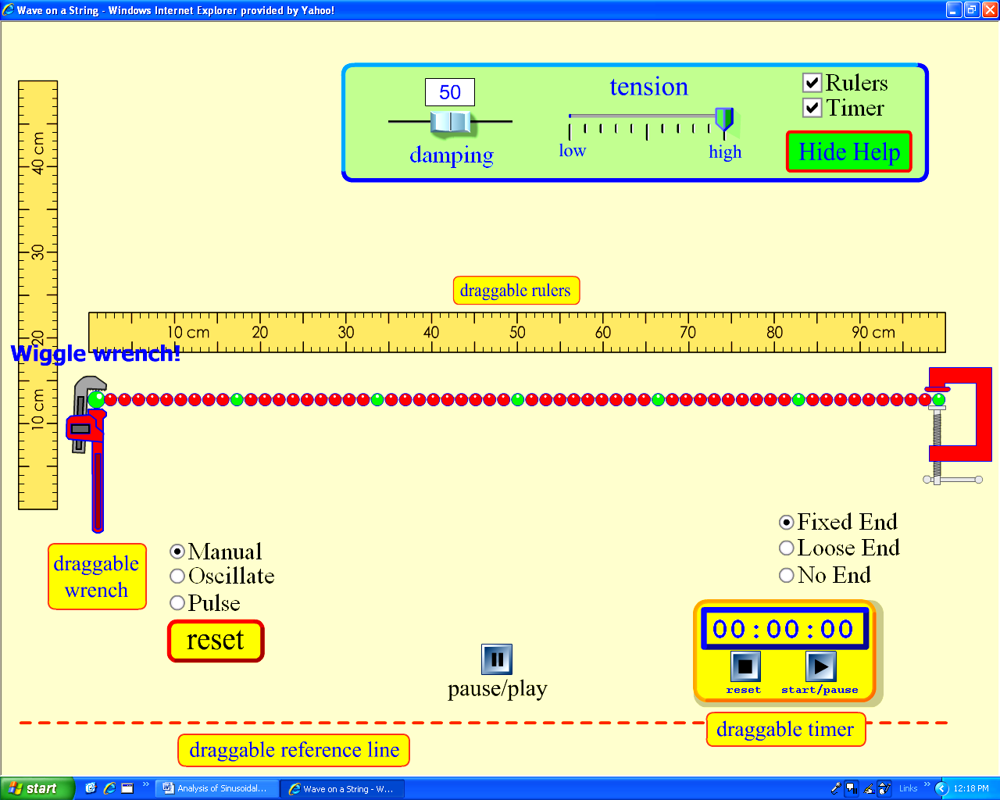 Wave on a String - Windows Internet Explorer provided by Yahoo!
50
damping
tension
low
high
Rulers
Timer
Hide Help
40 cm
30
20
10 cm
draggable rulers
10 cm 20 30 40 50 60 70 80 90 cm
Wiggle wrench!
draggable
wrench
Manual
Oscillate
Pulse
reset
pause/play
Fixed End
Loose End
No End
00:00:00
reset start/pause
draggable timer
draggable reference line
start
Analysis of Sinusoidal...
Wave on a String - W...
Links
12:18 PM